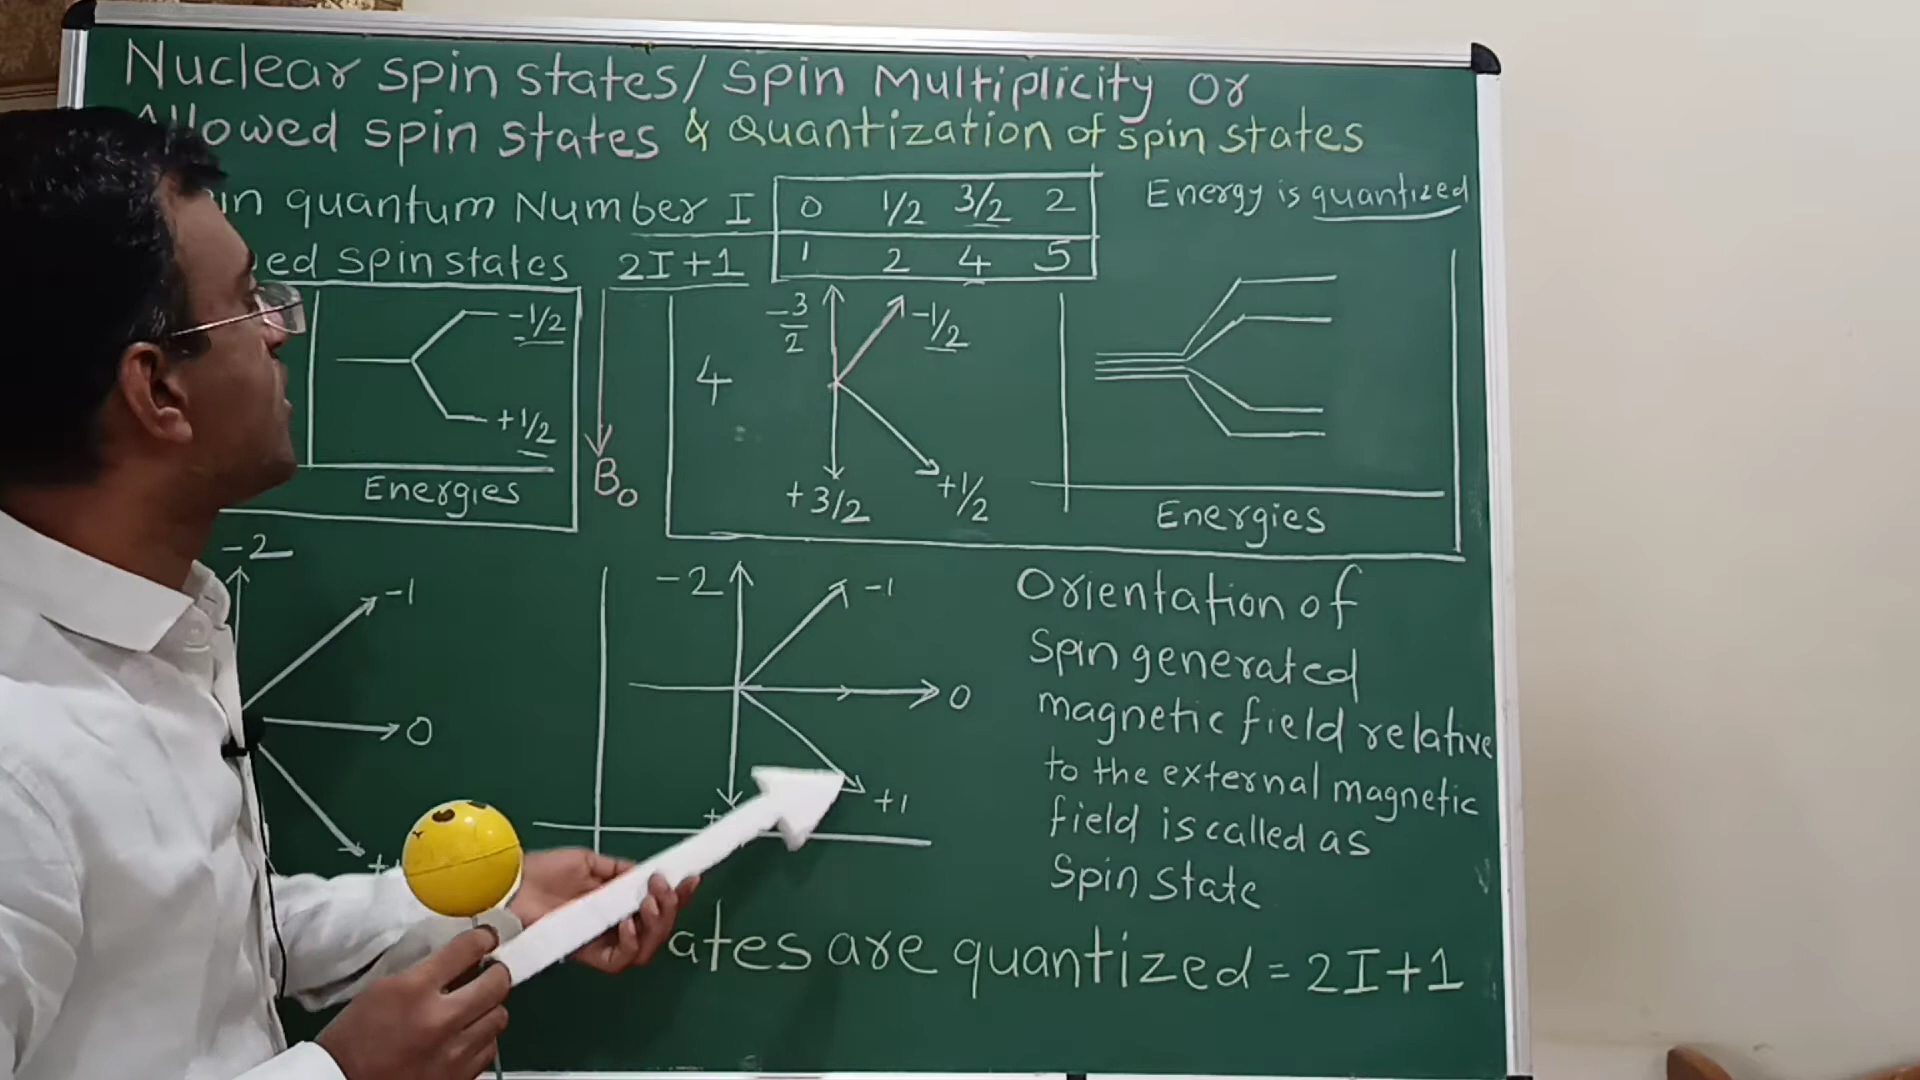 Nuclear spin states/ Spin Multiplicity or
Allowed spin states & Quantization of spin states
quantum Number I 0 1/2 3/2 2
Spin states 2I+1 1 2 4 5
Energy is quantized
-1/2
+1/2
Energies
B0
4
-3/2
-1/2
+3/2
+1/2
Energies
-2
-1
0
-2
-1
0
+1
Orientation of
Spin generated
magnetic field relative
to the external magnetic
field is called as
Spin State
are quantized = 2I+1